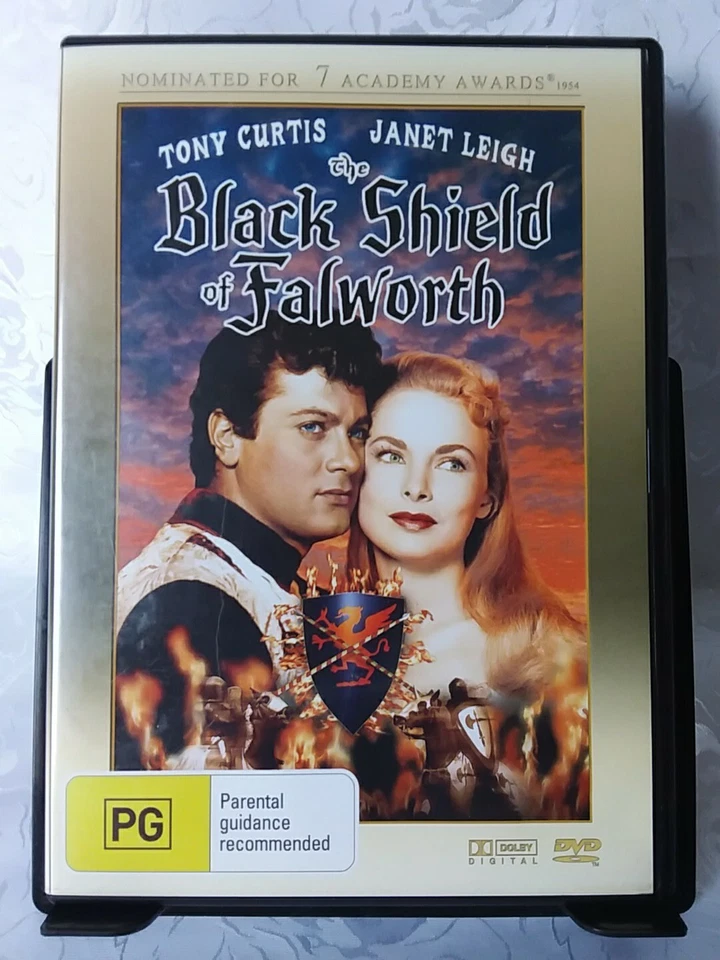 NOMINATED FOR 7 ACADEMY AWARDS® 1954
TONY CURTIS JANET LEIGH
The
Black Shield
of Falworth
PG
Parental
guidance
recommended
DOLBY
DIGITAL
DVD
TM